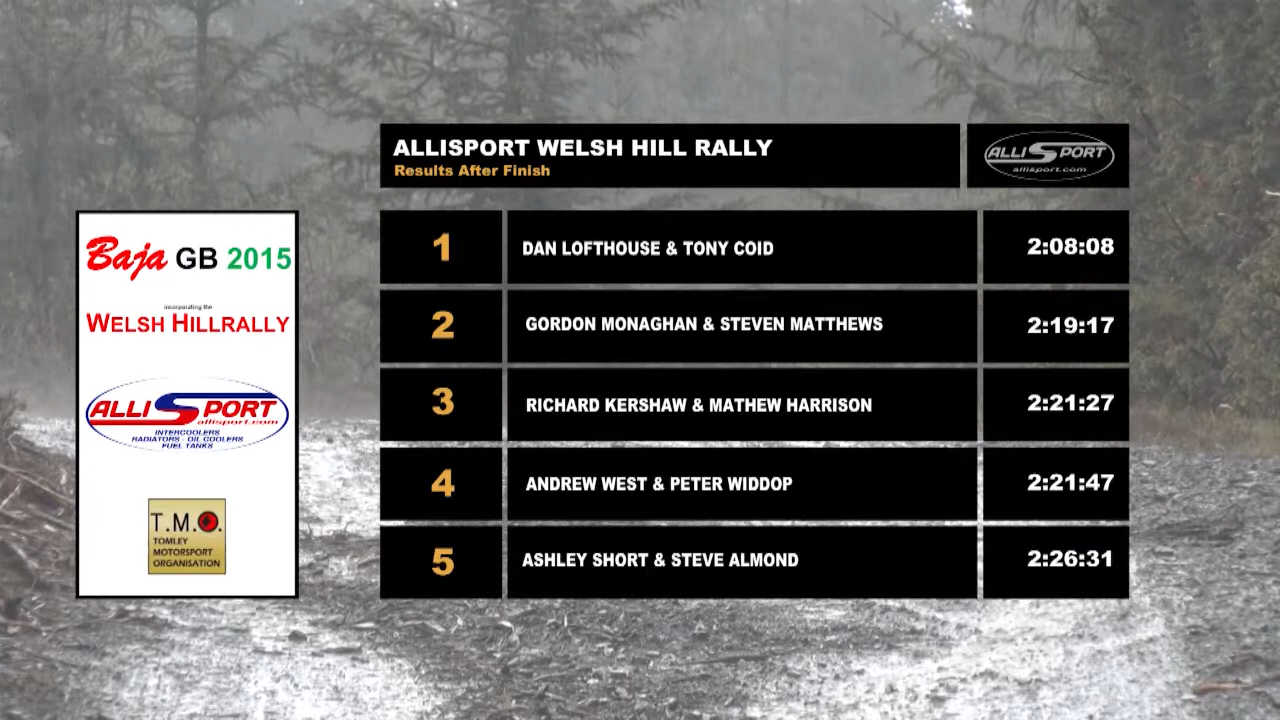 ALLISPORT WELSH HILL RALLY
Results After Finish
ALLISPORT
allisport.com
Baja GB 2015
incorporating the
WELSH HILLRALLY
ALLISPORT
allisport.com
INTERCOOLERS
RADIATORS - OIL COOLERS
FUEL TANKS
T.M.O.
TOMLEY
MOTORSPORT
ORGANISATION
1 DAN LOFTHOUSE & TONY COID 2:08:08
2 GORDON MONAGHAN & STEVEN MATTHEWS 2:19:17
3 RICHARD KERSHAW & MATHEW HARRISON 2:21:27
4 ANDREW WEST & PETER WIDDOP 2:21:47
5 ASHLEY SHORT & STEVE ALMOND 2:26:31